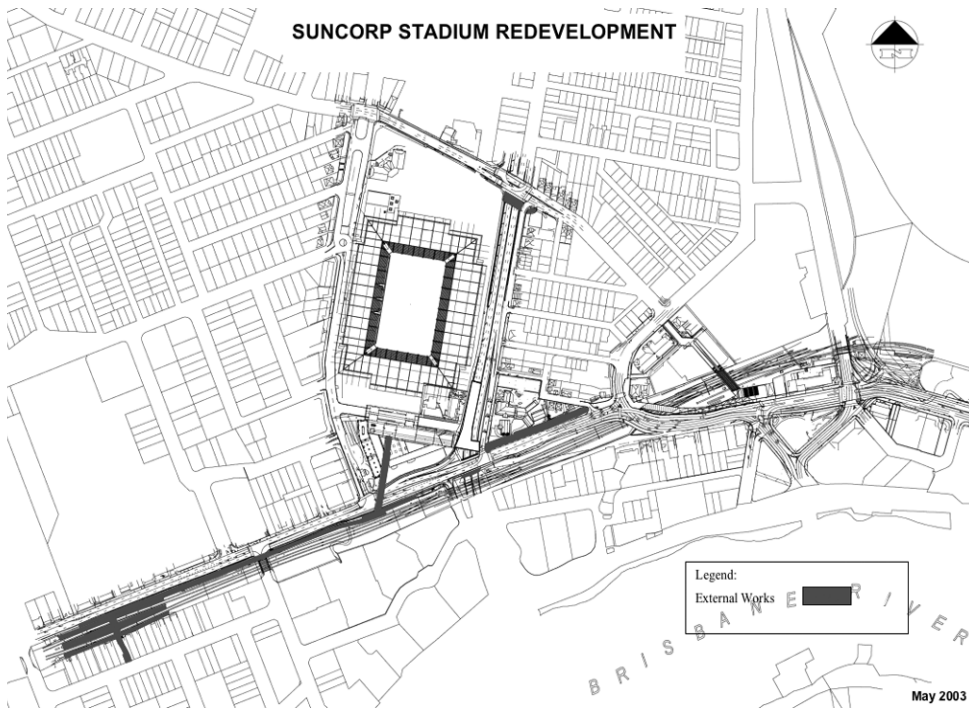 SUNCORP STADIUM REDEVELOPMENT
Legend:
External Works
BRISBANE RIVER
May 2003